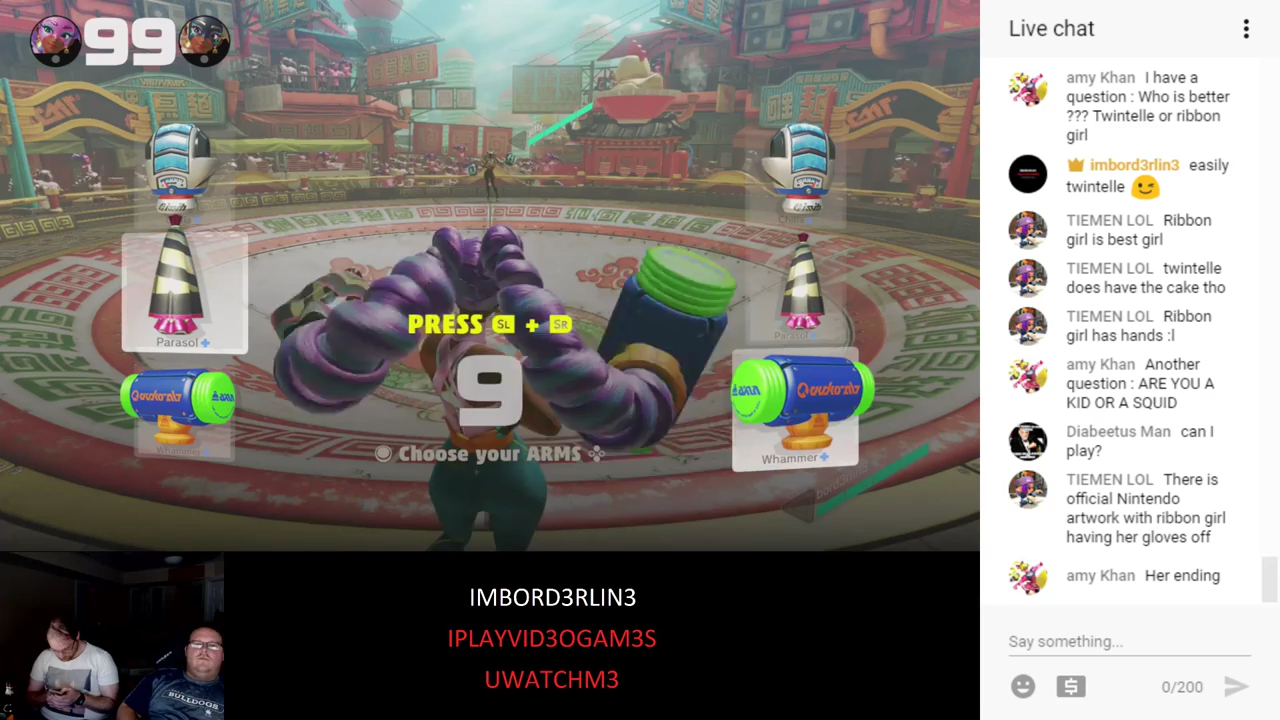 99
Chilla
Parasol
Parasol
PRESS SL + SR
9
Whammer
Whammer
Choose your ARMS
IMBORD3RLIN3
IPLAYVID3OGAM3S
UWATCHM3
BULLDOGS
Live chat
amy Khan I have a
question : Who is better
??? Twintelle or ribbon
girl
imbord3rlin3 easily
twintelle 😉
TIEMEN LOL Ribbon
girl is best girl
TIEMEN LOL twintelle
does have the cake tho
TIEMEN LOL Ribbon
girl has hands :l
amy Khan Another
question : ARE YOU A
KID OR A SQUID
Diabeetus Man can I
play?
TIEMEN LOL There is
official Nintendo
artwork with ribbon girl
having her gloves off
amy Khan Her ending
Say something...
0/200